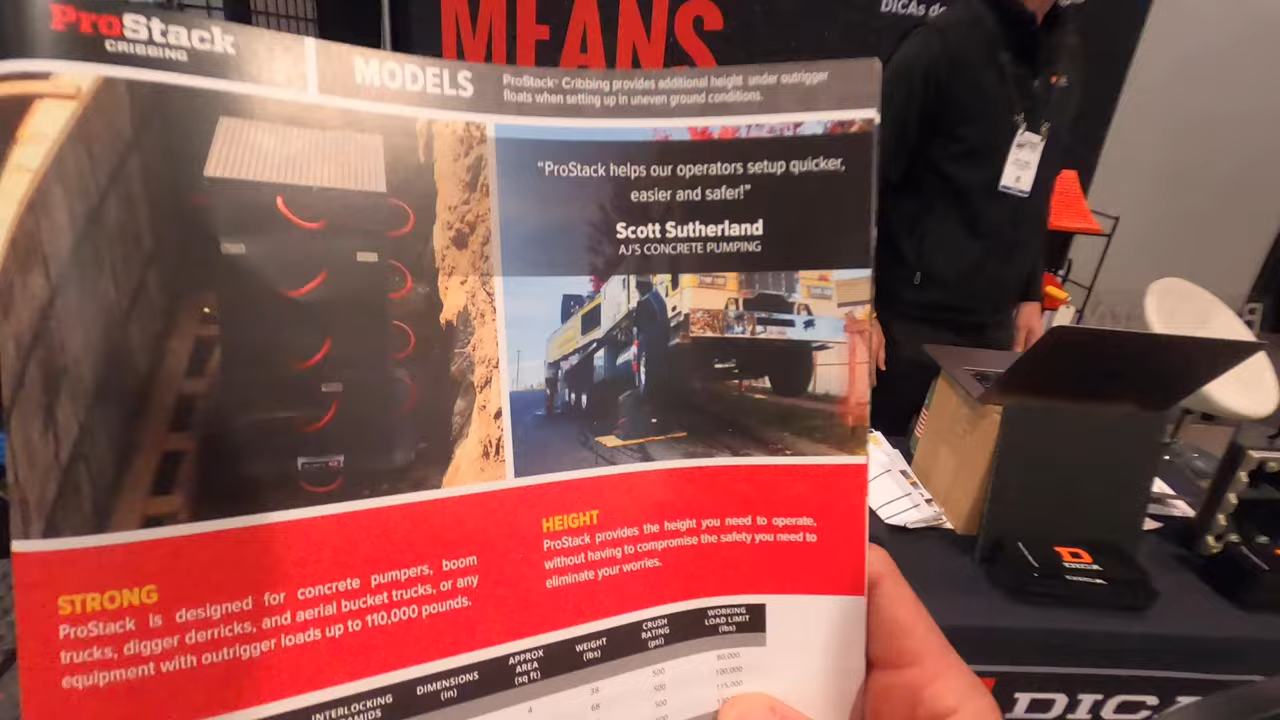 ProStack
CRIBBING
MEANS
DICAs
MODELS
ProStack® Cribbing provides additional height under outrigger
floats when setting up in uneven ground conditions.
"ProStack helps our operators setup quicker,
easier and safer!"
Scott Sutherland
AJ'S CONCRETE PUMPING
STRONG
ProStack is designed for concrete pumpers, boom
trucks, digger derricks, and aerial bucket trucks, or any
equipment with outrigger loads up to 110,000 pounds.
HEIGHT
ProStack provides the height you need to operate,
without having to compromise the safety you need to
eliminate your worries.
INTERLOCKING
DIMENSIONS
(in)
APPROX
AREA
(sq ft)
WEIGHT
(lbs)
CRUSH
RATING
(psi)
WORKING
LOAD LIMIT
(lbs)
500 80,000
38 500 100,000
4 68 500 115,000
D
DICA
DICA
DICA